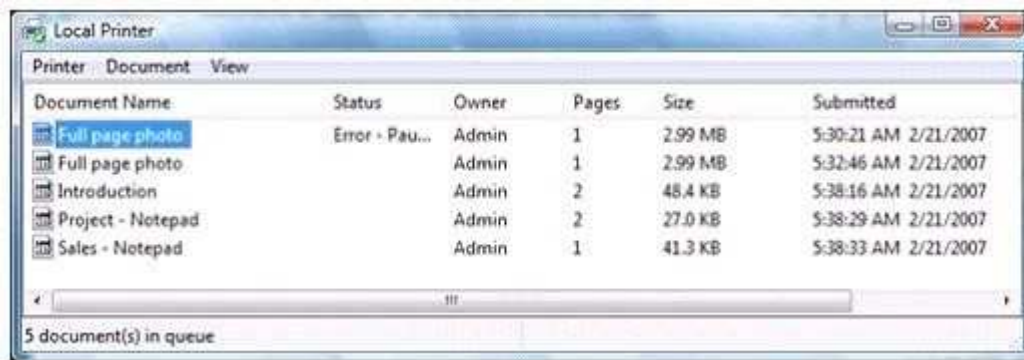 Local Printer
Printer Document View
Document Name Status Owner Pages Size Submitted
Full page photo Error - Pau... Admin 1 2.99 MB 5:30:21 AM 2/21/2007
Full page photo Admin 1 2.99 MB 5:32:46 AM 2/21/2007
Introduction Admin 2 48.4 KB 5:38:16 AM 2/21/2007
Project - Notepad Admin 2 27.0 KB 5:38:29 AM 2/21/2007
Sales - Notepad Admin 1 41.3 KB 5:38:33 AM 2/21/2007
5 document(s) in queue